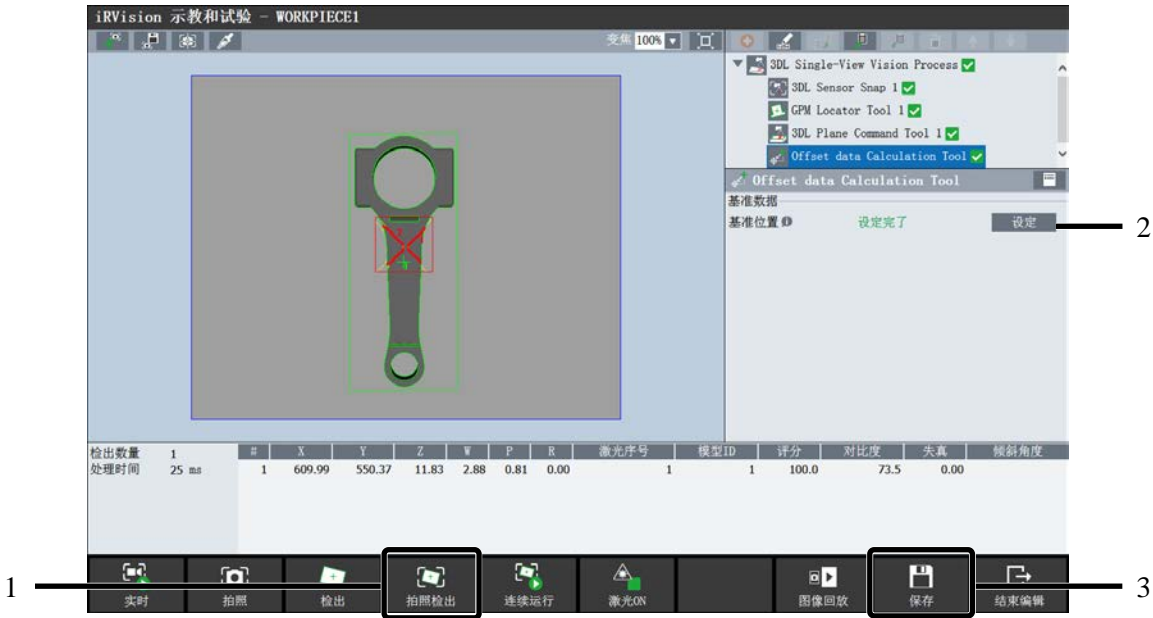 iRVision 示教和试验 - WORKPIECE1
变焦 100%
3DL Single-View Vision Process
3DL Sensor Snap 1
GPM Locator Tool 1
3DL Plane Command Tool 1
Offset data Calculation Tool
Offset data Calculation Tool
基准数据
基准位置 设定完了 设定
2
检出数量 1
处理时间 25 ms
# X Y Z W P R 激光序号 模型ID 评分 对比度 失真 倾斜角度
1 609.99 550.37 11.83 2.88 0.81 0.00 1 1 100.0 73.5 0.00
1
实时 拍照 检出 拍照检出 连续运行 激光ON 图像回放 保存 结束编辑
3